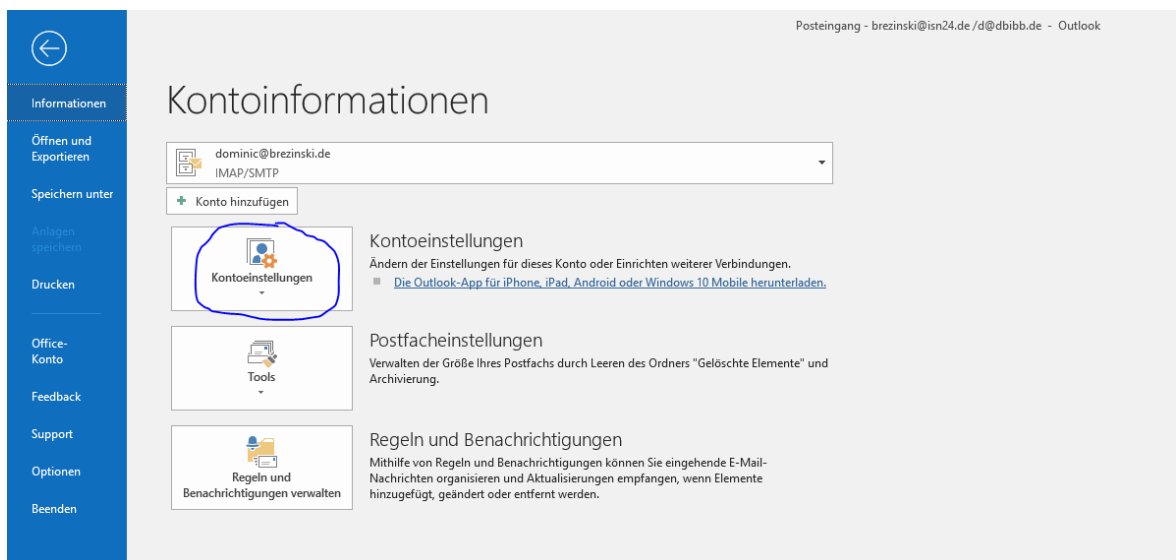 Posteingang - brezinski@isn24.de /d@dbibb.de - Outlook
Informationen
Öffnen und
Exportieren
Speichern unter
Anlagen
speichern
Drucken
Office-
Konto
Feedback
Support
Optionen
Beenden
Kontoinformationen
dominic@brezinski.de
IMAP/SMTP
Konto hinzufügen
Kontoeinstellungen
Kontoeinstellungen
Ändern der Einstellungen für dieses Konto oder Einrichten weiterer Verbindungen.
Die Outlook-App für iPhone, iPad, Android oder Windows 10 Mobile herunterladen.
Tools
Postfacheinstellungen
Verwalten der Größe Ihres Postfachs durch Leeren des Ordners "Gelöschte Elemente" und
Archivierung.
Regeln und
Benachrichtigungen verwalten
Regeln und Benachrichtigungen
Mithilfe von Regeln und Benachrichtigungen können Sie eingehende E-Mail-
Nachrichten organisieren und Aktualisierungen empfangen, wenn Elemente
hinzugefügt, geändert oder entfernt werden.